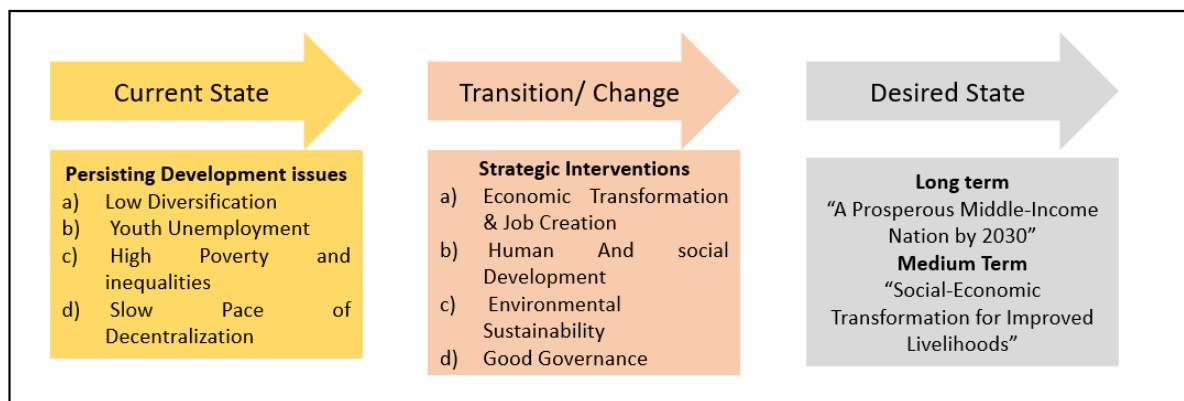 Current State
Persisting Development issues
a) Low Diversification
b) Youth Unemployment
c) High Poverty and
inequalities
d) Slow Pace of
Decentralization
Transition/ Change
Strategic Interventions
a) Economic Transformation
& Job Creation
b) Human And social
Development
c) Environmental
Sustainability
d) Good Governance
Desired State
Long term
“A Prosperous Middle-Income
Nation by 2030”
Medium Term
“Social-Economic
Transformation for Improved
Livelihoods”